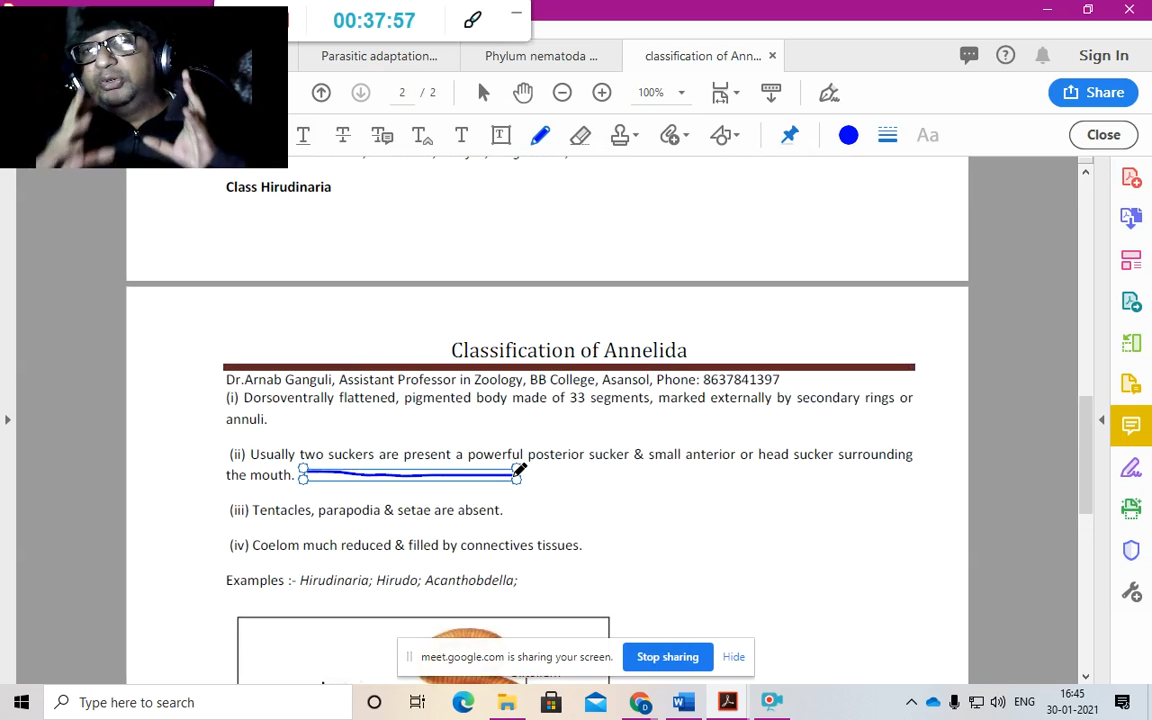 00:37:57
Parasitic adaptation...
Phylum nematoda ...
classification of Ann...
Sign In
2 / 2
100%
Share
Aa
Close
Class Hirudinaria
Classification of Annelida
Dr.Arnab Ganguli, Assistant Professor in Zoology, BB College, Asansol, Phone: 8637841397
(i) Dorsoventrally flattened, pigmented body made of 33 segments, marked externally by secondary rings or
annuli.
(ii) Usually two suckers are present a powerful posterior sucker & small anterior or head sucker surrounding
the mouth.
(iii) Tentacles, parapodia & setae are absent.
(iv) Coelom much reduced & filled by connectives tissues.
Examples :- Hirudinaria; Hirudo; Acanthobdella;
meet.google.com is sharing your screen.
Stop sharing
Hide
Type here to search
ENG
16:45
30-01-2021